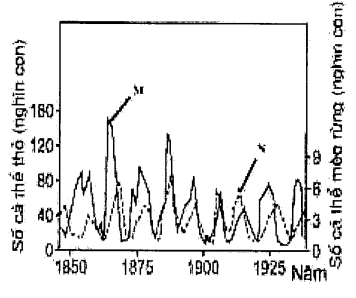 Số cá thể thỏ (nghìn con)
180
120
80
40
0
M
N
9
6
3
0
Số cá thể mèo rừng (nghìn con)
1850
1875
1900
1925
Năm